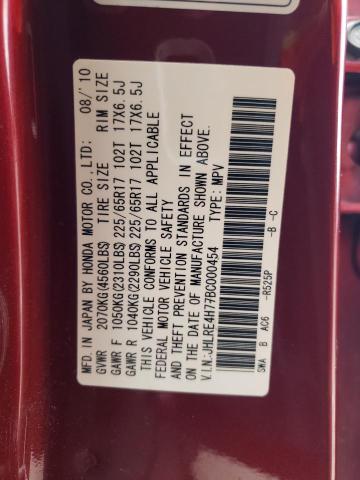 MFD. IN JAPAN BY HONDA MOTOR CO., LTD: 08/'10
GVWR 2070KG(4560LBS) TIRE SIZE RIM SIZE
GAWR F 1050KG(2310LBS)225/65R17 102T 17X6.5J
GAWR R 1040KG(2290LBS)225/65R17 102T 17X6.5J
THIS VEHICLE CONFORMS TO ALL APPLICABLE
FEDERAL MOTOR VEHICLE SAFETY
AND THEFT PREVENTION STANDARDS IN EFFECT
ON THE DATE OF MANUFACTURE SHOWN ABOVE.
V.I.N.:JHLRE4H77BC000454 TYPE: MPV
SWA B AC6 -R525P -B -C